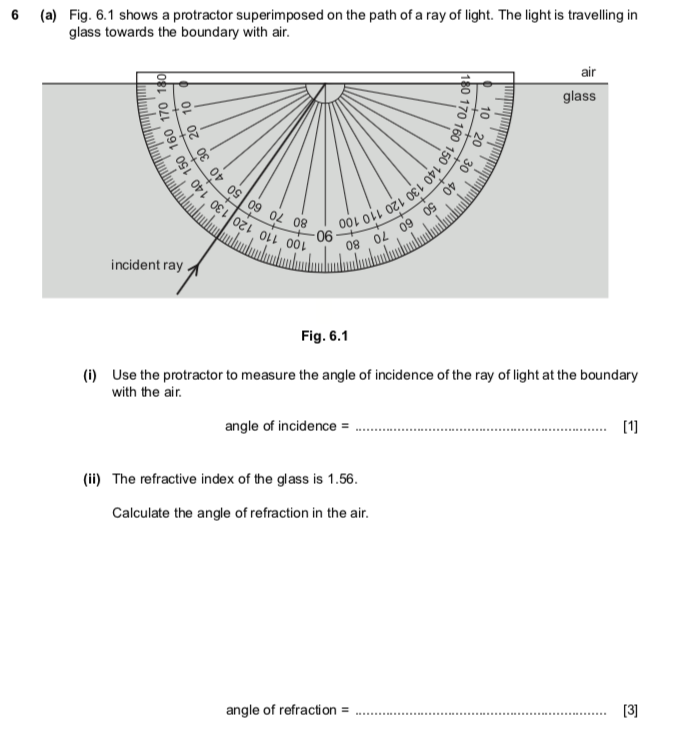 6 (a) Fig. 6.1 shows a protractor superimposed on the path of a ray of light. The light is travelling in
glass towards the boundary with air.
air
glass
180 170 160 150 140 130 120 110 100 90 80 70 60 50 40 30 20 10 0
0 10 20 30 40 50 60 70 80 100 110 120 130 140 150 160 170 180
incident ray
Fig. 6.1
(i) Use the protractor to measure the angle of incidence of the ray of light at the boundary
with the air.
angle of incidence = ............................................................... [1]
(ii) The refractive index of the glass is 1.56.
Calculate the angle of refraction in the air.
angle of refraction = ............................................................... [3]